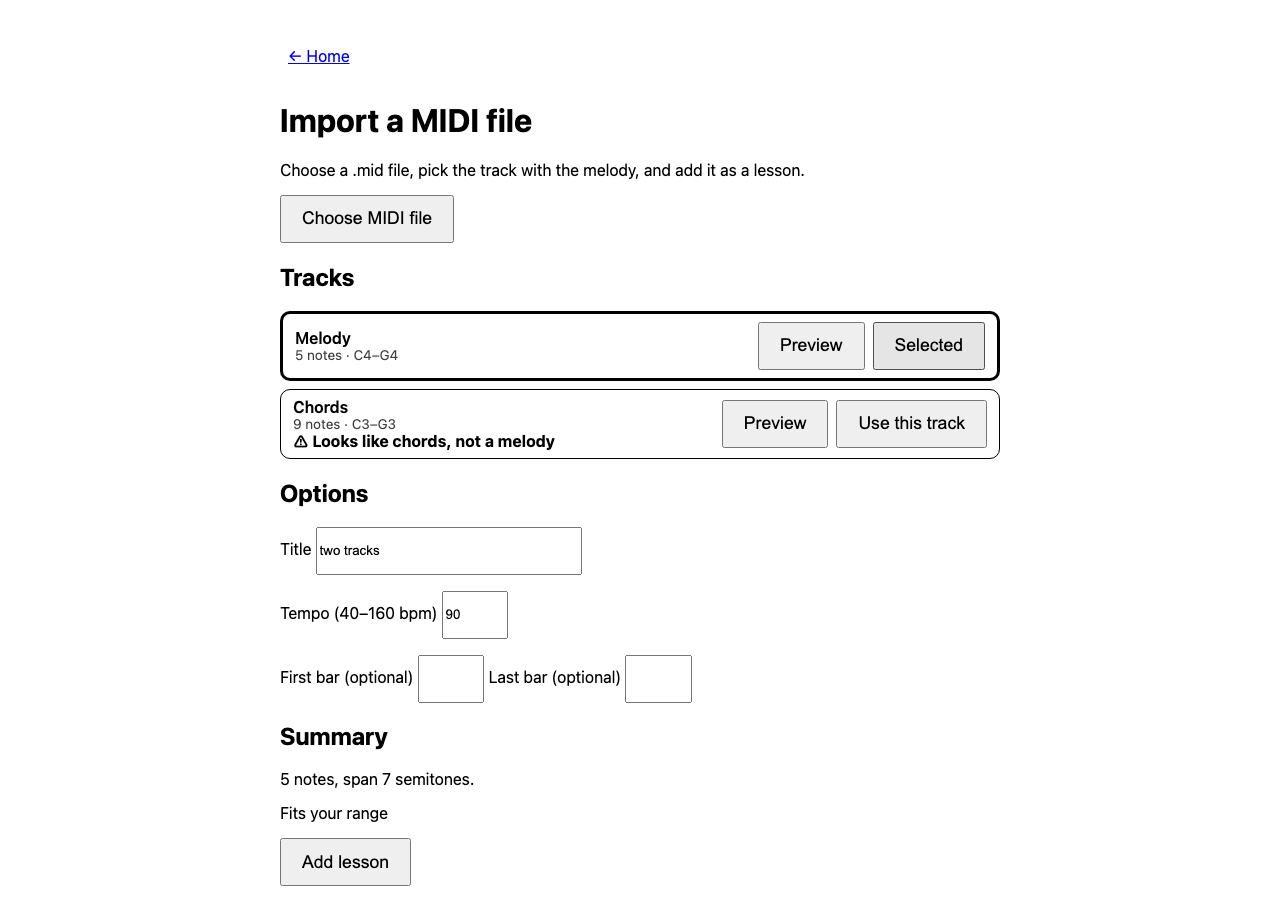 ← Home
Import a MIDI file
Choose a .mid file, pick the track with the melody, and add it as a lesson.
Choose MIDI file
Tracks
Melody
5 notes · C4–G4
Preview
Selected
Chords
9 notes · C3–G3
⚠ Looks like chords, not a melody
Preview
Use this track
Options
Title two tracks
Tempo (40–160 bpm) 90
First bar (optional) Last bar (optional)
Summary
5 notes, span 7 semitones.
Fits your range
Add lesson